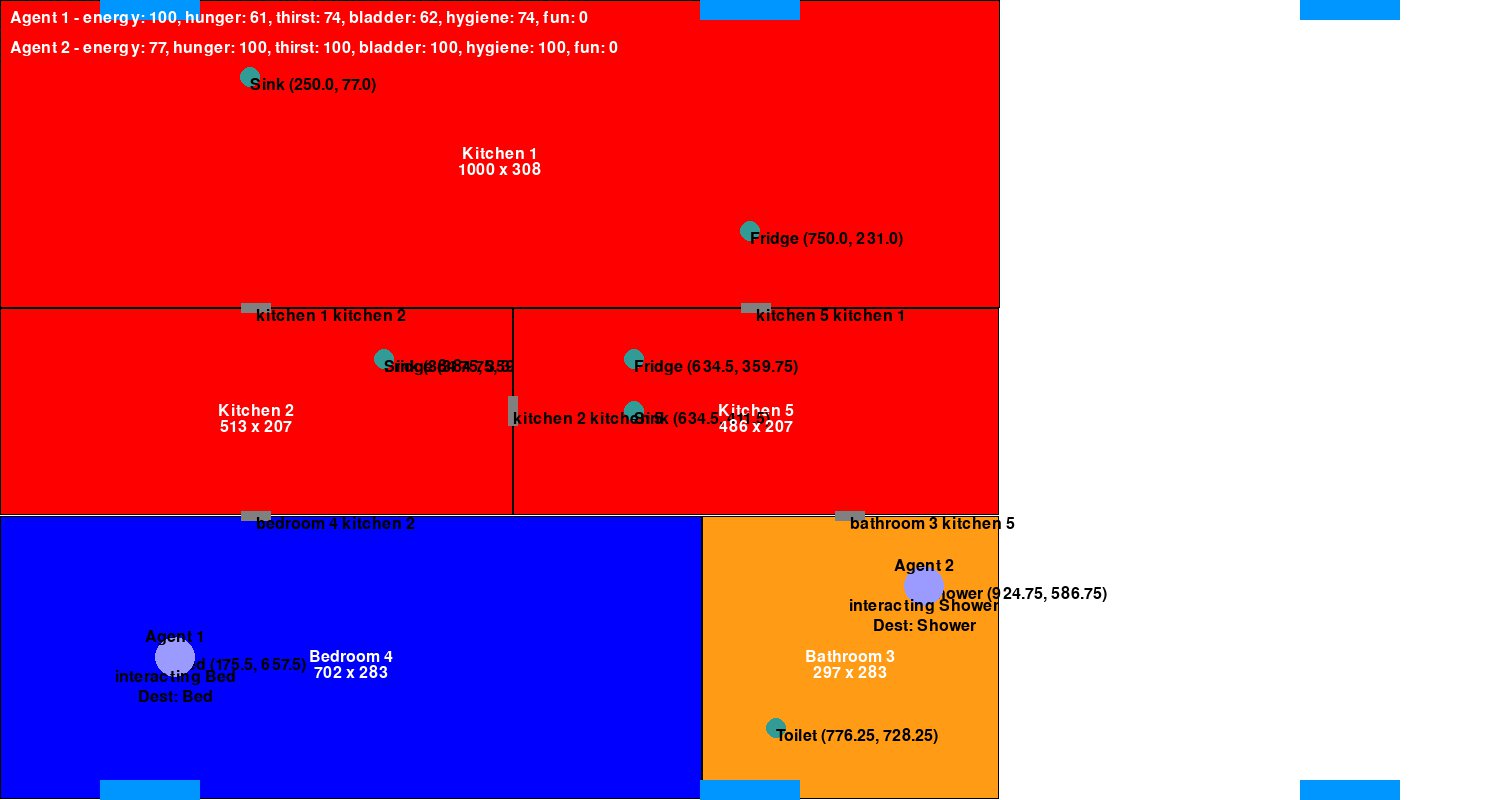 Agent 1 - energy: 100, hunger: 61, thirst: 74, bladder: 62, hygiene: 74, fun: 0
Agent 2 - energy: 77, hunger: 100, thirst: 100, bladder: 100, hygiene: 100, fun: 0
Sink (250.0, 77.0)
Kitchen 1
1000 x 308
Fridge (750.0, 231.0)
kitchen 1 kitchen 2
kitchen 5 kitchen 1
Fridge (634.5, 359.75)
Kitchen 2
513 x 207
kitchen 2 kitchen 5
Sink (634.5, 411.5)
Kitchen 5
486 x 207
bedroom 4 kitchen 2
bathroom 3 kitchen 5
Agent 2
(924.75, 586.75)
interacting Shower
Dest: Shower
Agent 1
(175.5, 657.5)
interacting Bed
Dest: Bed
Bedroom 4
702 x 283
Bathroom 3
297 x 283
Toilet (776.25, 728.25)